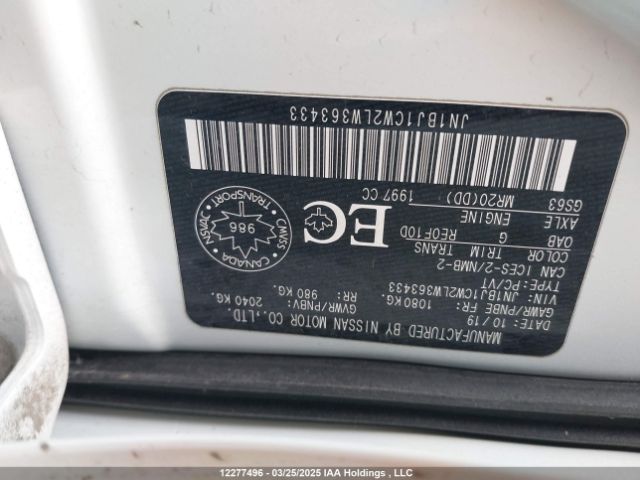 MANUFACTURED BY NISSAN MOTOR CO.,LTD.
DATE: 10/19 GVWR/PNBV: 2040 KG.
GAWR/PNBE FR: 1080 KG. RR: 980 KG.
VIN: JN1BJ1CW2LW363433
TYPE:PC/VT
CAN ICES-2/NMB-2
COLOR TRIM TRANS
QAB G RE0F10D
AXLE ENGINE
GS63 MR20(DD) 1997 CC
EC
TRANSPORT
986
CMVSS
CANADA
NSVAC
JN1BJ1CW2LW363433
12277496 - 03/25/2025 IAA Holdings , LLC